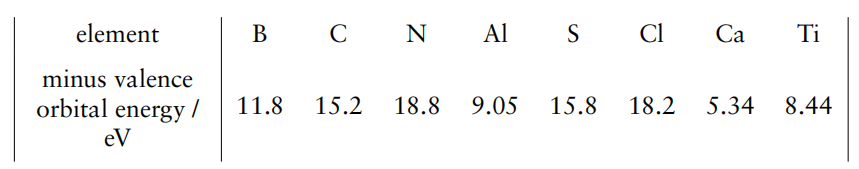 element B C N Al S Cl Ca Ti
minus valence
orbital energy / 11.8 15.2 18.8 9.05 15.8 18.2 5.34 8.44
eV